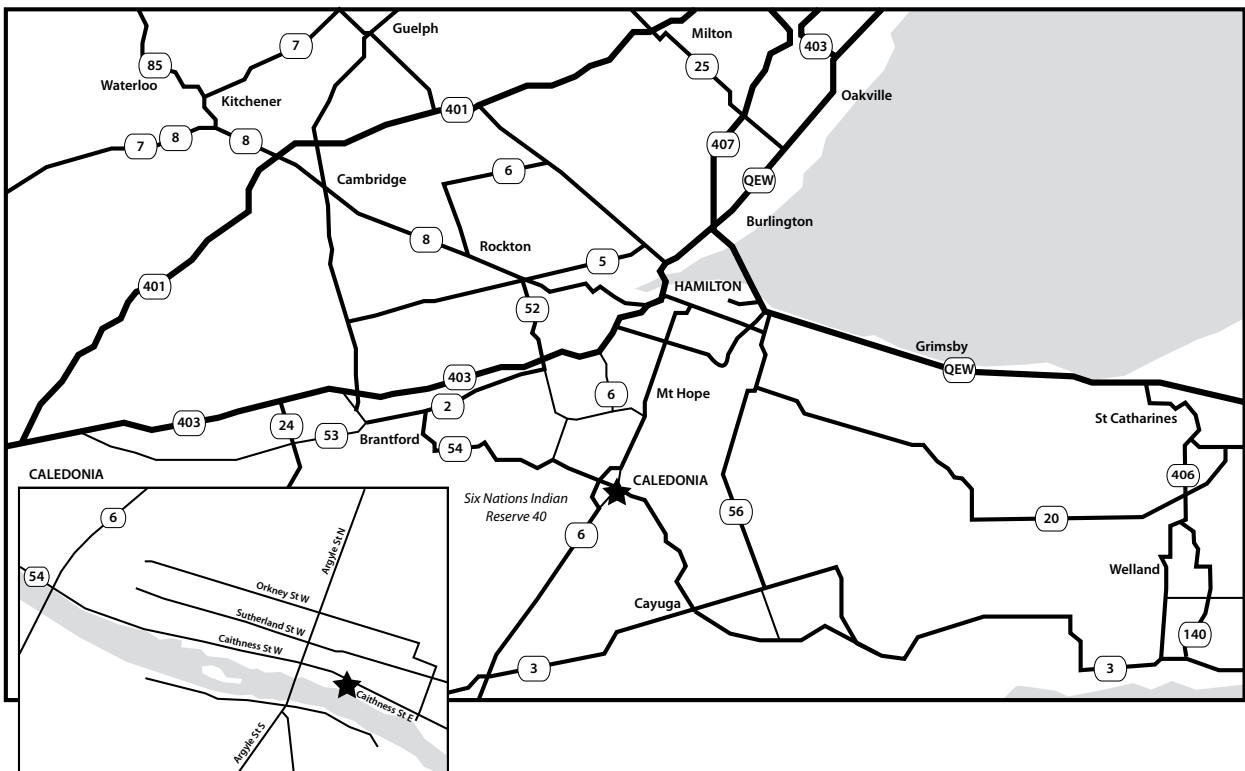 Guelph
Milton
7
403
85
25
Waterloo
Kitchener
401
Oakville
7
8
8
407
Cambridge
6
QEW
Burlington
8
Rockton
5
401
HAMILTON
52
Grimsby
QEW
403
6
Mt Hope
2
403
24
53
Brantford
54
St Catharines
CALEDONIA
406
Six Nations Indian
Reserve 40
CALEDONIA
56
20
6
Welland
Cayuga
140
3
3
6
Argyle St N
54
Orkney St W
Sutherland St W
Caithness St W
Caithness St E
Argyle St S